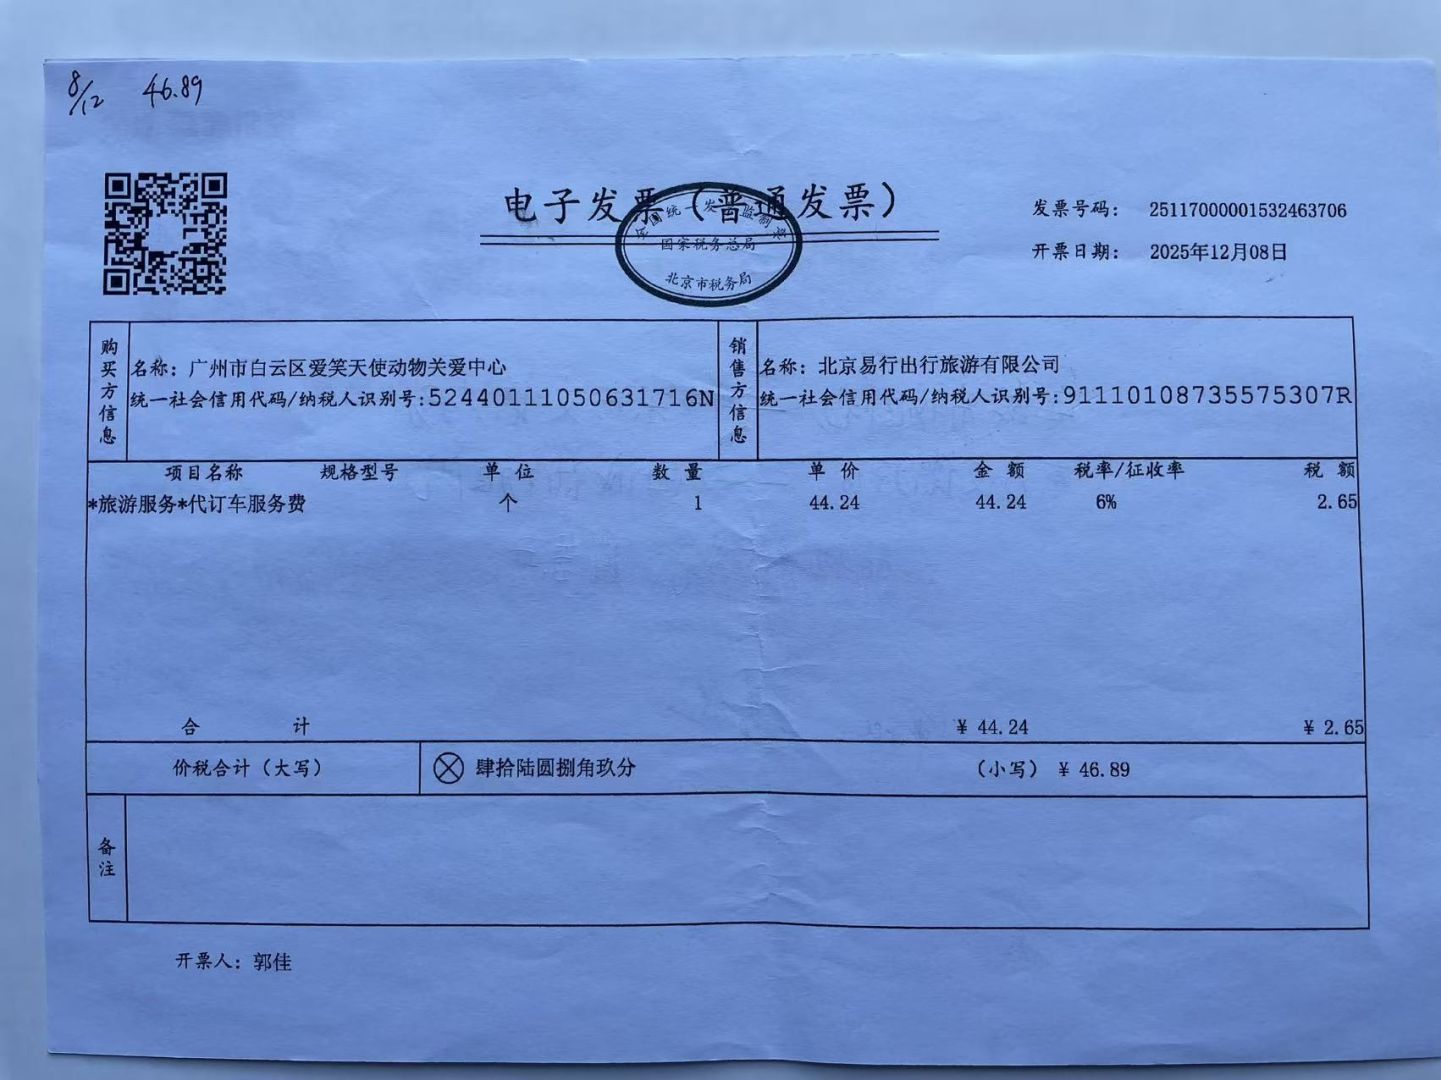 8/12 46.89
电子发票（普通发票）
全国统一发票监制章
国家税务总局
北京市税务局
发票号码： 25117000001532463706
开票日期： 2025年12月08日
购买方信息
名称：广州市白云区爱笑天使动物关爱中心
统一社会信用代码/纳税人识别号:52440111050631716N
销售方信息
名称：北京易行出行旅游有限公司
统一社会信用代码/纳税人识别号:91110108735575307R
项目名称 规格型号 单位 数量 单价 金额 税率/征收率 税额
*旅游服务*代订车服务费 个 1 44.24 44.24 6% 2.65
合计 ¥44.24 ¥2.65
价税合计（大写） 肆拾陆圆捌角玖分 （小写）¥46.89
备注
开票人：郭佳